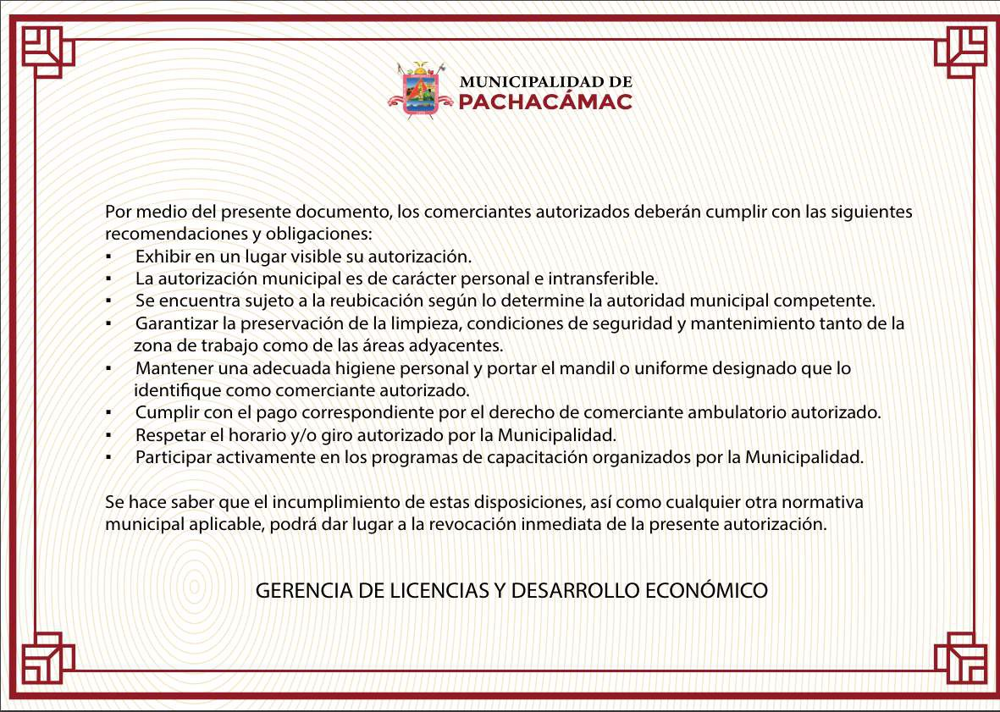 MUNICIPALIDAD DE
PACHACÁMAC
Por medio del presente documento, los comerciantes autorizados deberán cumplir con las siguientes
recomendaciones y obligaciones:
▪ Exhibir en un lugar visible su autorización.
▪ La autorización municipal es de carácter personal e intransferible.
▪ Se encuentra sujeto a la reubicación según lo determine la autoridad municipal competente.
▪ Garantizar la preservación de la limpieza, condiciones de seguridad y mantenimiento tanto de la
zona de trabajo como de las áreas adyacentes.
▪ Mantener una adecuada higiene personal y portar el mandil o uniforme designado que lo
identifique como comerciante autorizado.
▪ Cumplir con el pago correspondiente por el derecho de comerciante ambulatorio autorizado.
▪ Respetar el horario y/o giro autorizado por la Municipalidad.
▪ Participar activamente en los programas de capacitación organizados por la Municipalidad.
Se hace saber que el incumplimiento de estas disposiciones, así como cualquier otra normativa
municipal aplicable, podrá dar lugar a la revocación inmediata de la presente autorización.
GERENCIA DE LICENCIAS Y DESARROLLO ECONÓMICO